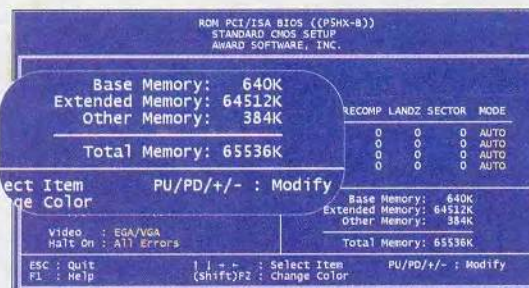 ROM PCI/ISA BIOS ((P5HX-B))
STANDARD CMOS SETUP
AWARD SOFTWARE, INC.
Base Memory: 640K
Extended Memory: 64512K
Other Memory: 384K
Total Memory: 65536K
ect Item PU/PD/+/- : Modify
ge Color
RECOMP LANDZ SECTOR MODE
0 0 0 AUTO
0 0 0 AUTO
0 0 0 AUTO
0 0 0 AUTO
Base Memory: 640K
Extended Memory: 64512K
Other Memory: 384K
Total Memory: 65536K
Video : EGA/VGA
Halt On : All Errors
ESC : Quit ↑ ↓ → ← : Select Item PU/PD/+/- : Modify
F1 : Help (Shift)F2 : Change Color